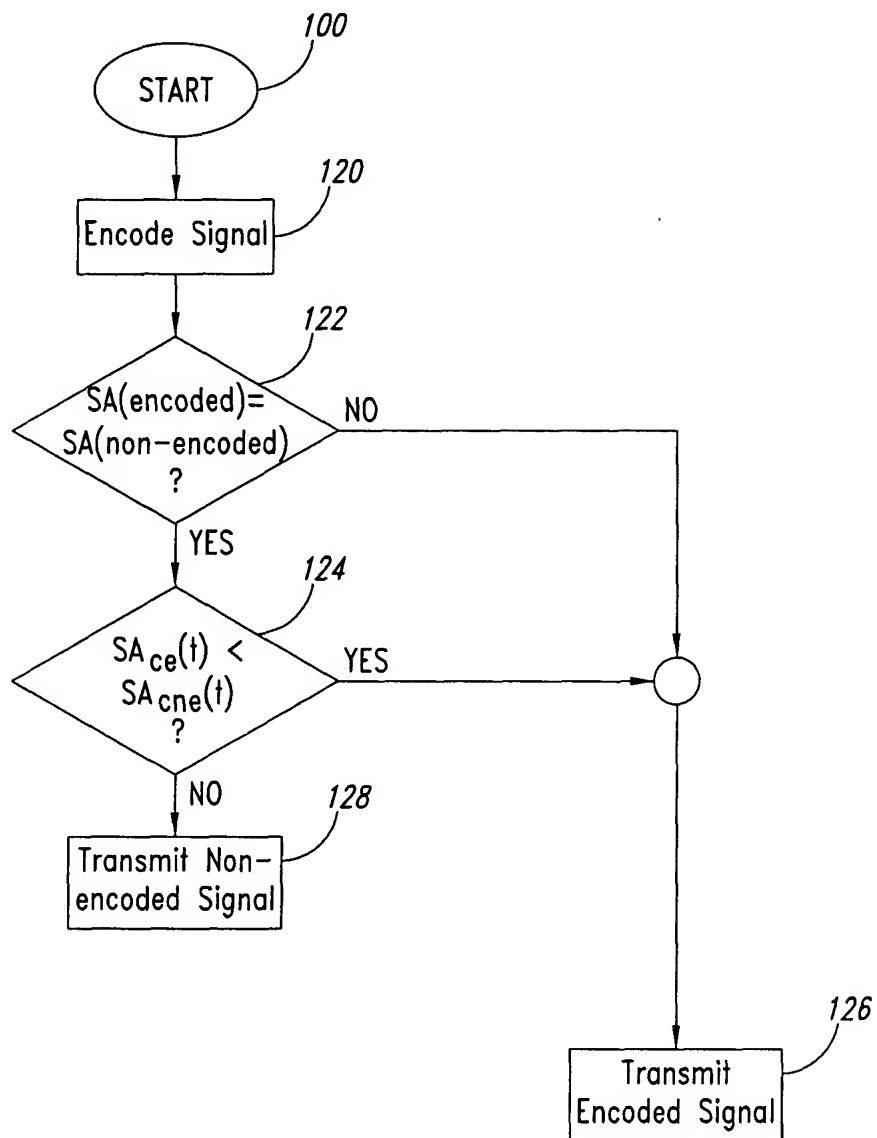 100
START
120
Encode Signal
122
SA(encoded)=
SA(non-encoded)
?
NO
YES
124
SAce(t) <
SAcne(t)
?
YES
NO
128
Transmit Non-
encoded Signal
126
Transmit
Encoded Signal